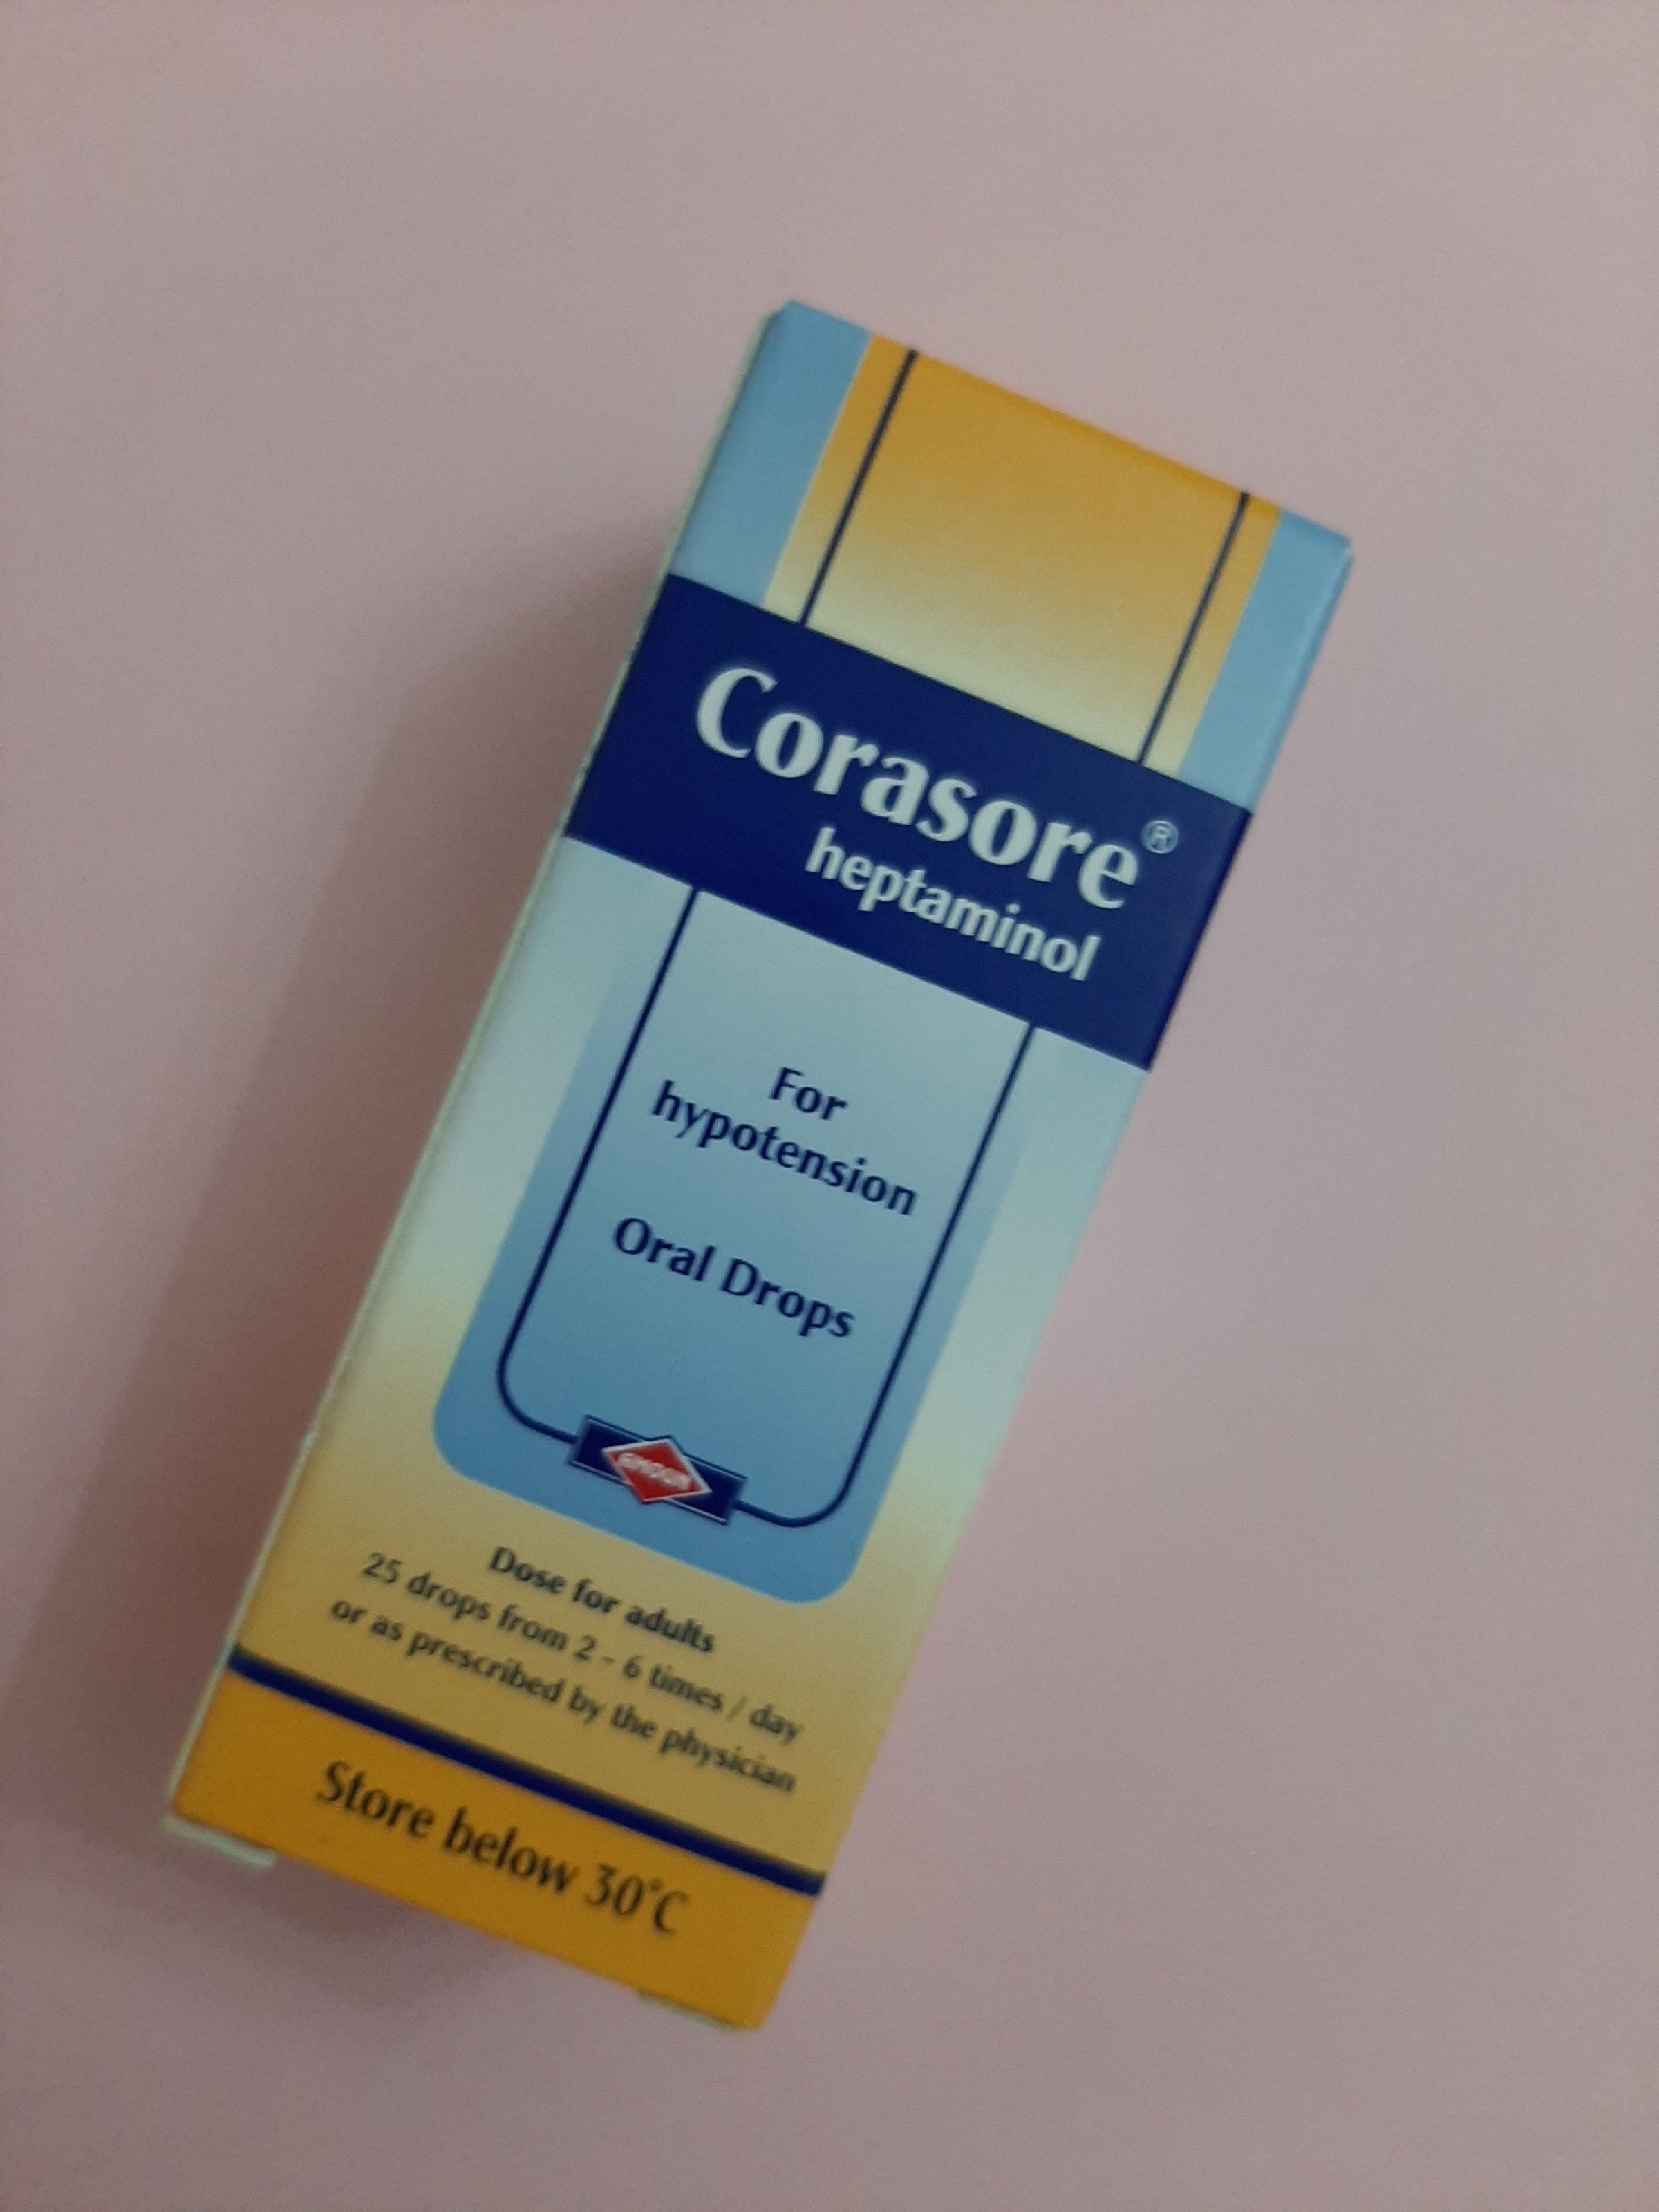 Corasore®
heptaminol
For
hypotension
Oral Drops
amoun
Dose for adults
25 drops from 2 - 6 times / day
or as prescribed by the physician
Store below 30°C